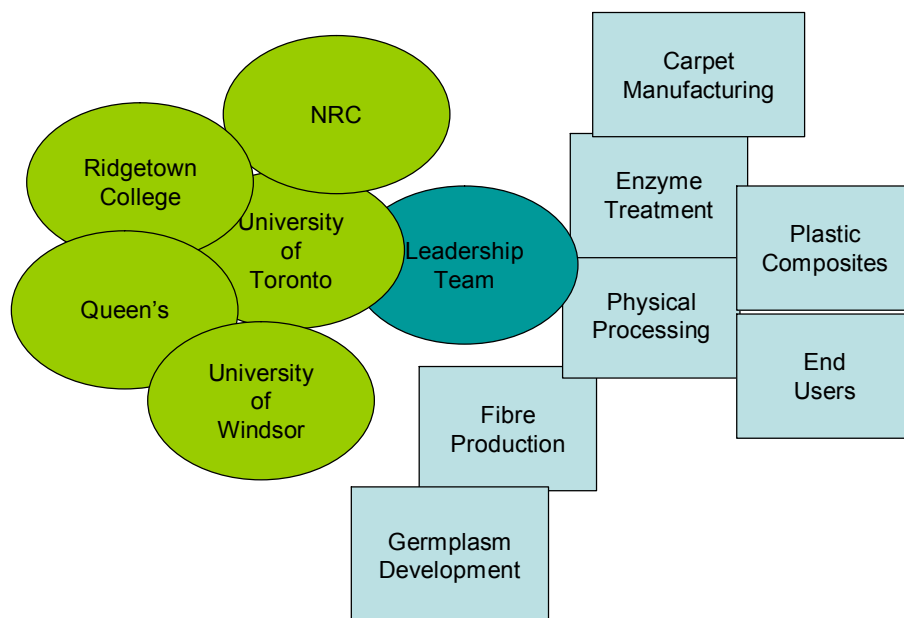 NRC
Ridgetown
College
University
of
Toronto
Queen's
University
of
Windsor
Leadership
Team
Carpet
Manufacturing
Enzyme
Treatment
Plastic
Composites
Physical
Processing
End
Users
Fibre
Production
Germplasm
Development